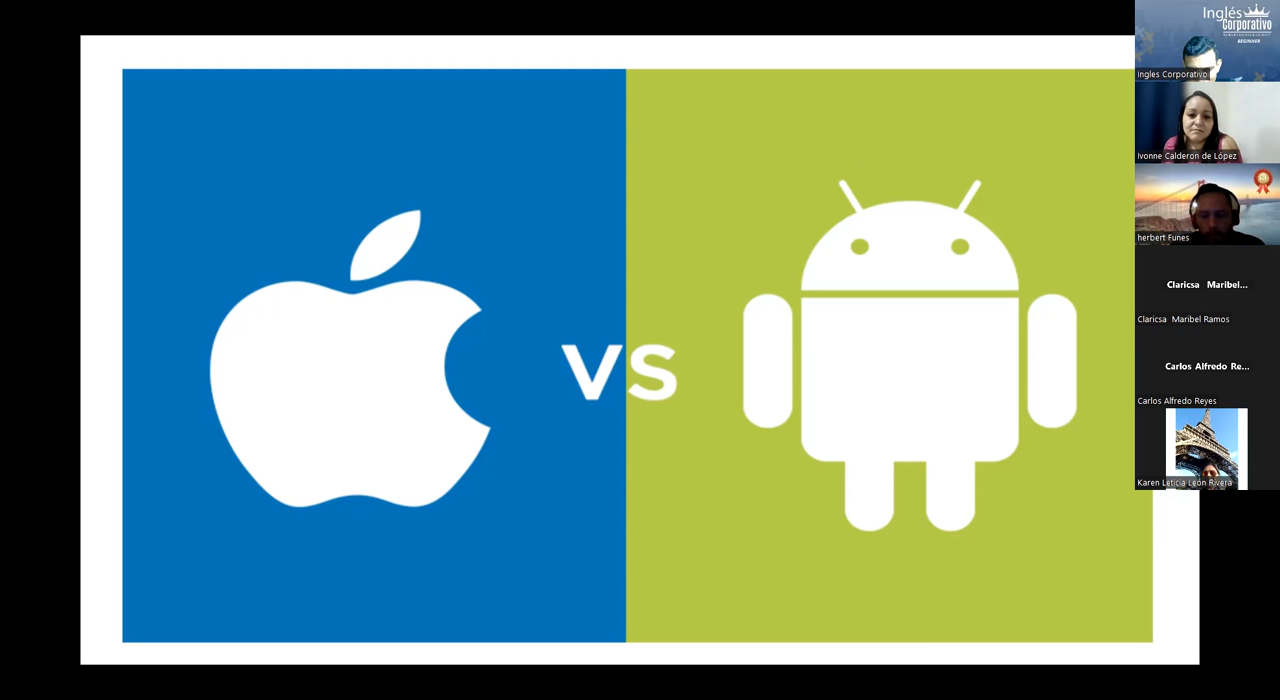 vs
Inglés
Corporativo
BEGINNER
Ingles Corporativo
Ivonne Calderon de López
herbert Funes
Claricsa Maribel...
Claricsa Maribel Ramos
Carlos Alfredo Re...
Carlos Alfredo Reyes
Karen Leticia León Rivera